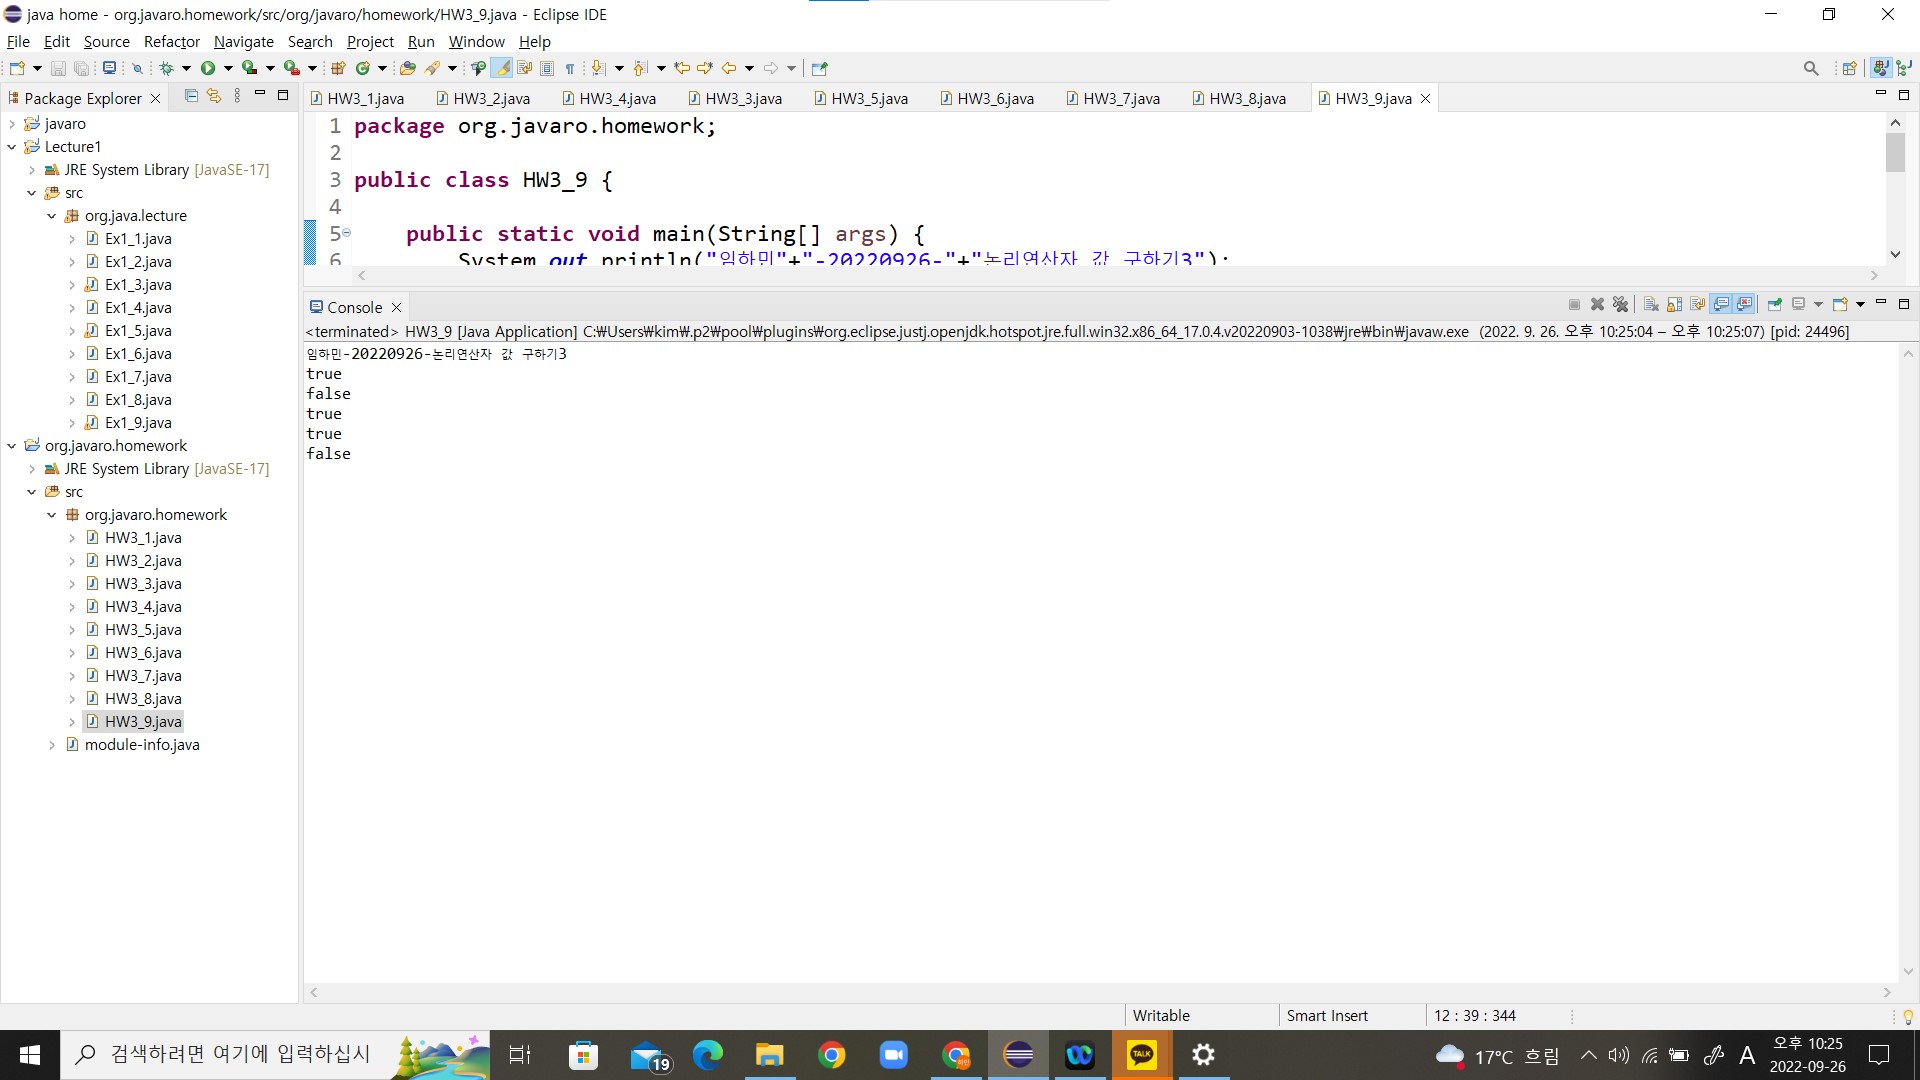 java home - org.javaro.homework/src/org/javaro/homework/HW3_9.java - Eclipse IDE
File Edit Source Refactor Navigate Search Project Run Window Help
Package Explorer
javaro
Lecture1
JRE System Library [JavaSE-17]
src
org.java.lecture
Ex1_1.java
Ex1_2.java
Ex1_3.java
Ex1_4.java
Ex1_5.java
Ex1_6.java
Ex1_7.java
Ex1_8.java
Ex1_9.java
org.javaro.homework
JRE System Library [JavaSE-17]
src
org.javaro.homework
HW3_1.java
HW3_2.java
HW3_3.java
HW3_4.java
HW3_5.java
HW3_6.java
HW3_7.java
HW3_8.java
HW3_9.java
module-info.java
HW3_1.java HW3_2.java HW3_4.java HW3_3.java HW3_5.java HW3_6.java HW3_7.java HW3_8.java HW3_9.java
1 package org.javaro.homework;
2
3 public class HW3_9 {
4
5 public static void main(String[] args) {
6 System.out.println("임하민"+"-20220926-"+"논리연산자 값 구하기3");
Console
<terminated> HW3_9 [Java Application] C:₩Users₩kim₩.p2₩pool₩plugins₩org.eclipse.justj.openjdk.hotspot.jre.full.win32.x86_64_17.0.4.v20220903-1038₩jre₩bin₩javaw.exe (2022. 9. 26. 오후 10:25:04 – 오후 10:25:07) [pid: 24496]
임하민-20220926-논리연산자 값 구하기3
true
false
true
true
false
Writable Smart Insert 12 : 39 : 344
검색하려면 여기에 입력하십시
19
TALK
17°C 흐림
A
오후 10:25
2022-09-26